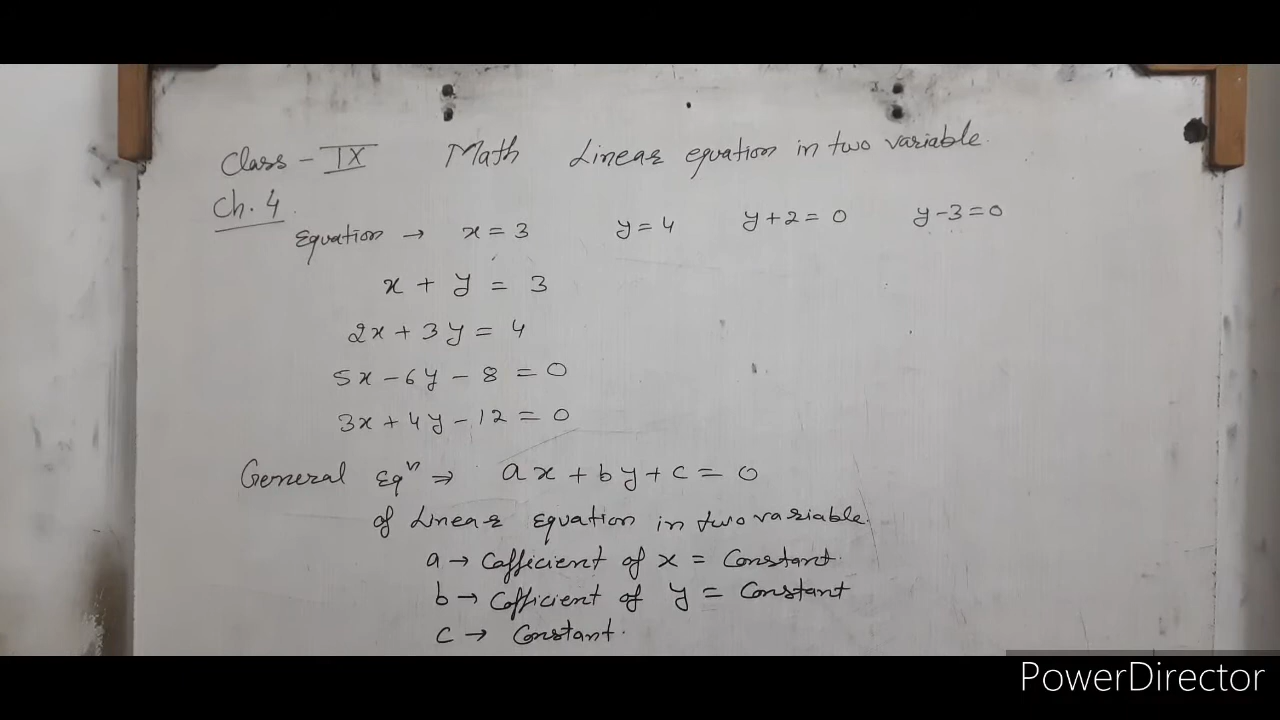 Class - IX Math Linear equation in two variable.
Ch. 4
Equation → x = 3 y = 4 y + 2 = 0 y - 3 = 0
x + y = 3
2x + 3y = 4
5x - 6y - 8 = 0
3x + 4y - 12 = 0
General Eqⁿ ⇒ ax + by + c = 0
of Linear equation in two variable.
a → Cofficient of x = Constant.
b → Cofficient of y = Constant
c → Constant.
PowerDirector